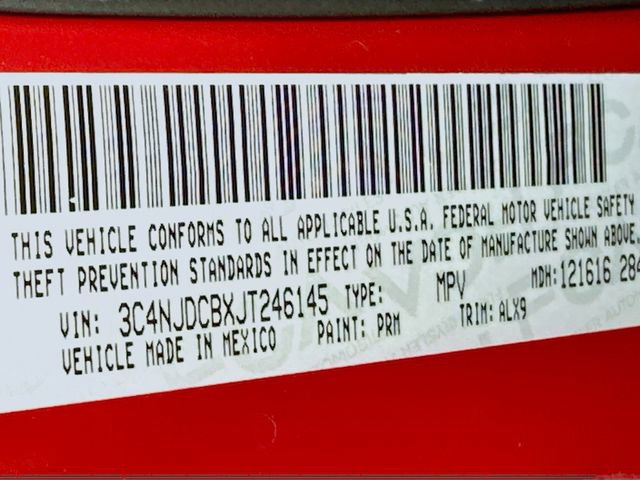 THIS VEHICLE CONFORMS TO ALL APPLICABLE U.S.A. FEDERAL MOTOR VEHICLE SAFETY
THEFT PREVENTION STANDARDS IN EFFECT ON THE DATE OF MANUFACTURE SHOWN ABOVE.
VIN: 3C4NJDCBXJT246145 TYPE: MPV MDH:121616 284
VEHICLE MADE IN MEXICO PAINT: PRM TRIM: ALX9